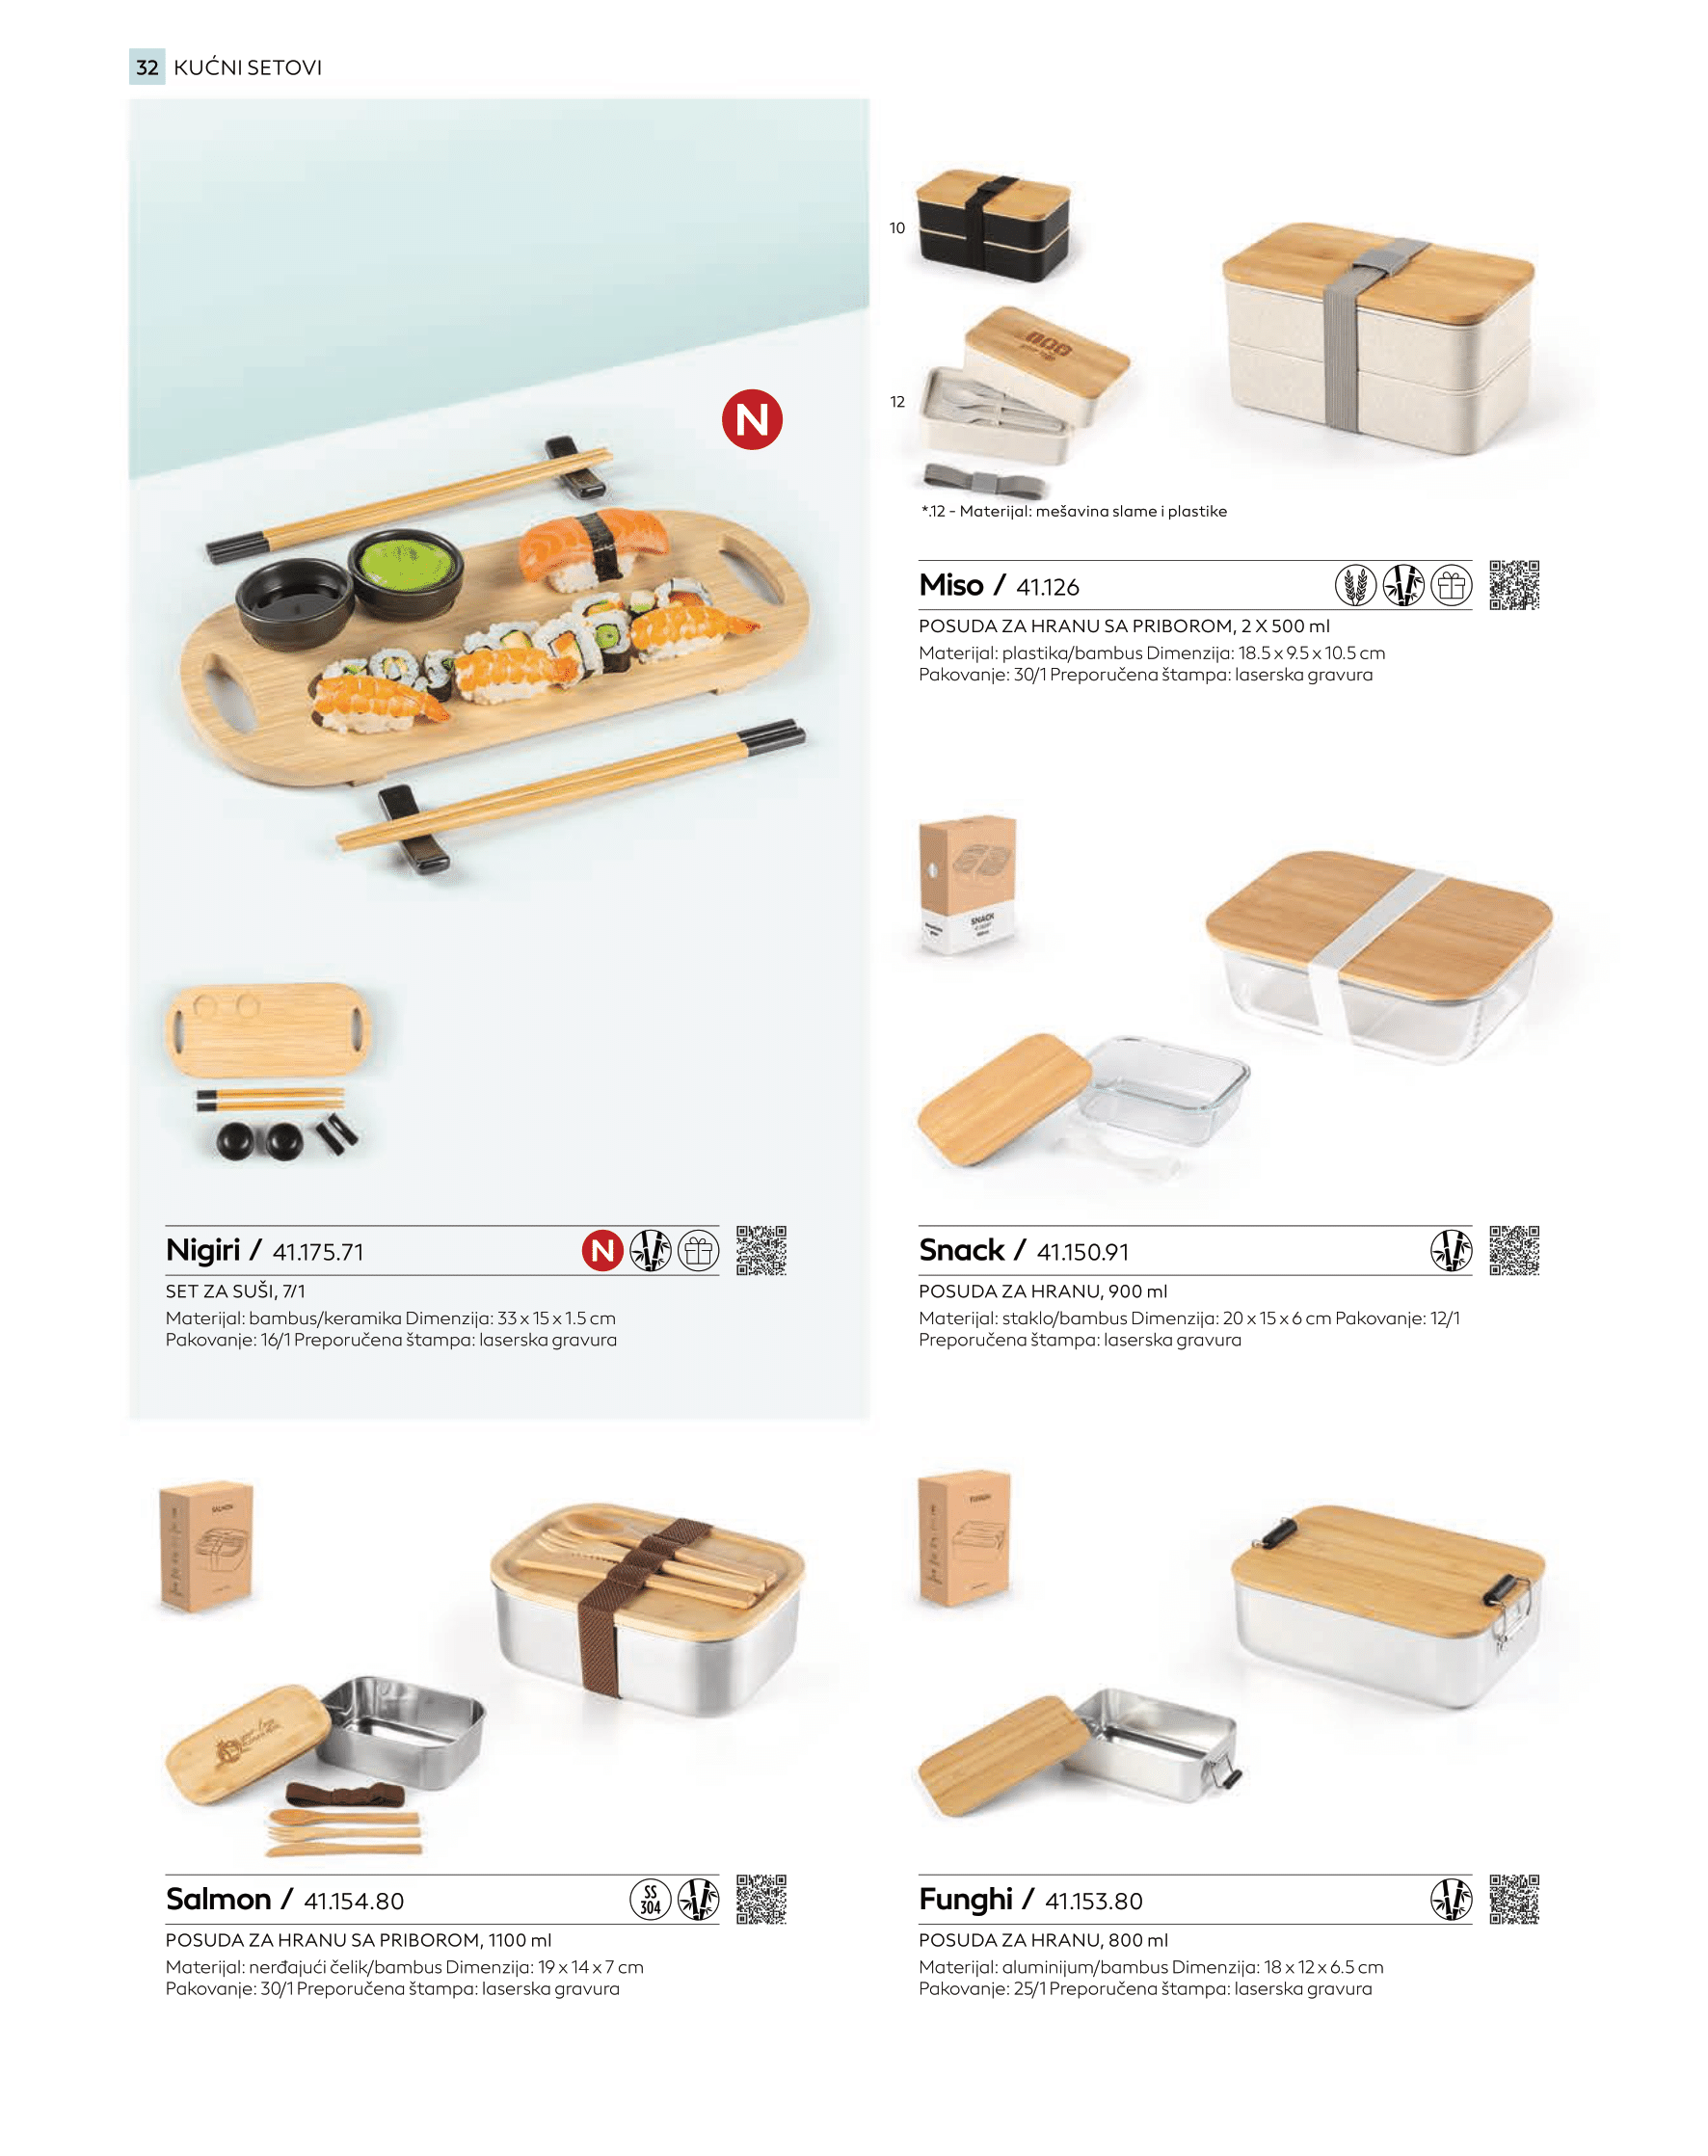 32 KUĆNI SETOVI
N
10
12
*.12 - Materijal: mešavina slame i plastike
Miso / 41.126
POSUDA ZA HRANU SA PRIBOROM, 2 X 500 ml
Materijal: plastika/bambus Dimenzija: 18.5 x 9.5 x 10.5 cm
Pakovanje: 30/1 Preporučena štampa: laserska gravura
SNACK
Nigiri / 41.175.71
N
SET ZA SUŠI, 7/1
Materijal: bambus/keramika Dimenzija: 33 x 15 x 1.5 cm
Pakovanje: 16/1 Preporučena štampa: laserska gravura
Snack / 41.150.91
POSUDA ZA HRANU, 900 ml
Materijal: staklo/bambus Dimenzija: 20 x 15 x 6 cm Pakovanje: 12/1
Preporučena štampa: laserska gravura
SALMON
FUNGHI
Salmon / 41.154.80
SS
304
POSUDA ZA HRANU SA PRIBOROM, 1100 ml
Materijal: nerđajući čelik/bambus Dimenzija: 19 x 14 x 7 cm
Pakovanje: 30/1 Preporučena štampa: laserska gravura
Funghi / 41.153.80
POSUDA ZA HRANU, 800 ml
Materijal: aluminijum/bambus Dimenzija: 18 x 12 x 6.5 cm
Pakovanje: 25/1 Preporučena štampa: laserska gravura